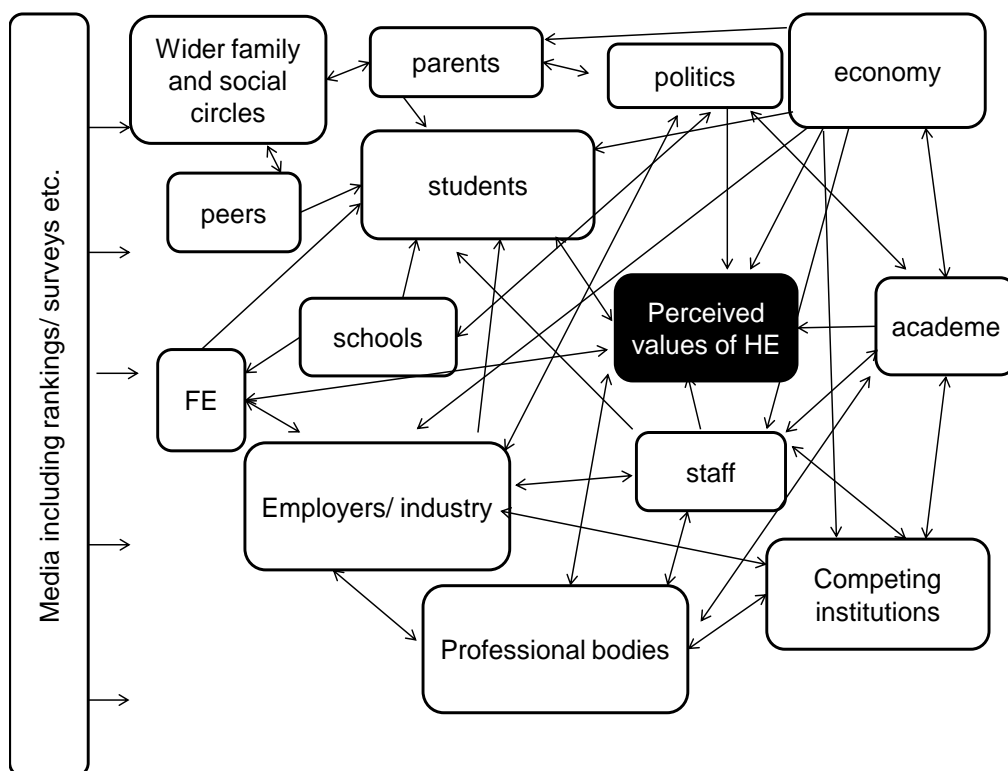 Media including rankings/ surveys etc.
Wider family
and social
circles
parents
politics
economy
students
peers
schools
Perceived
values of HE
academe
FE
Employers/ industry
staff
Competing
institutions
Professional bodies